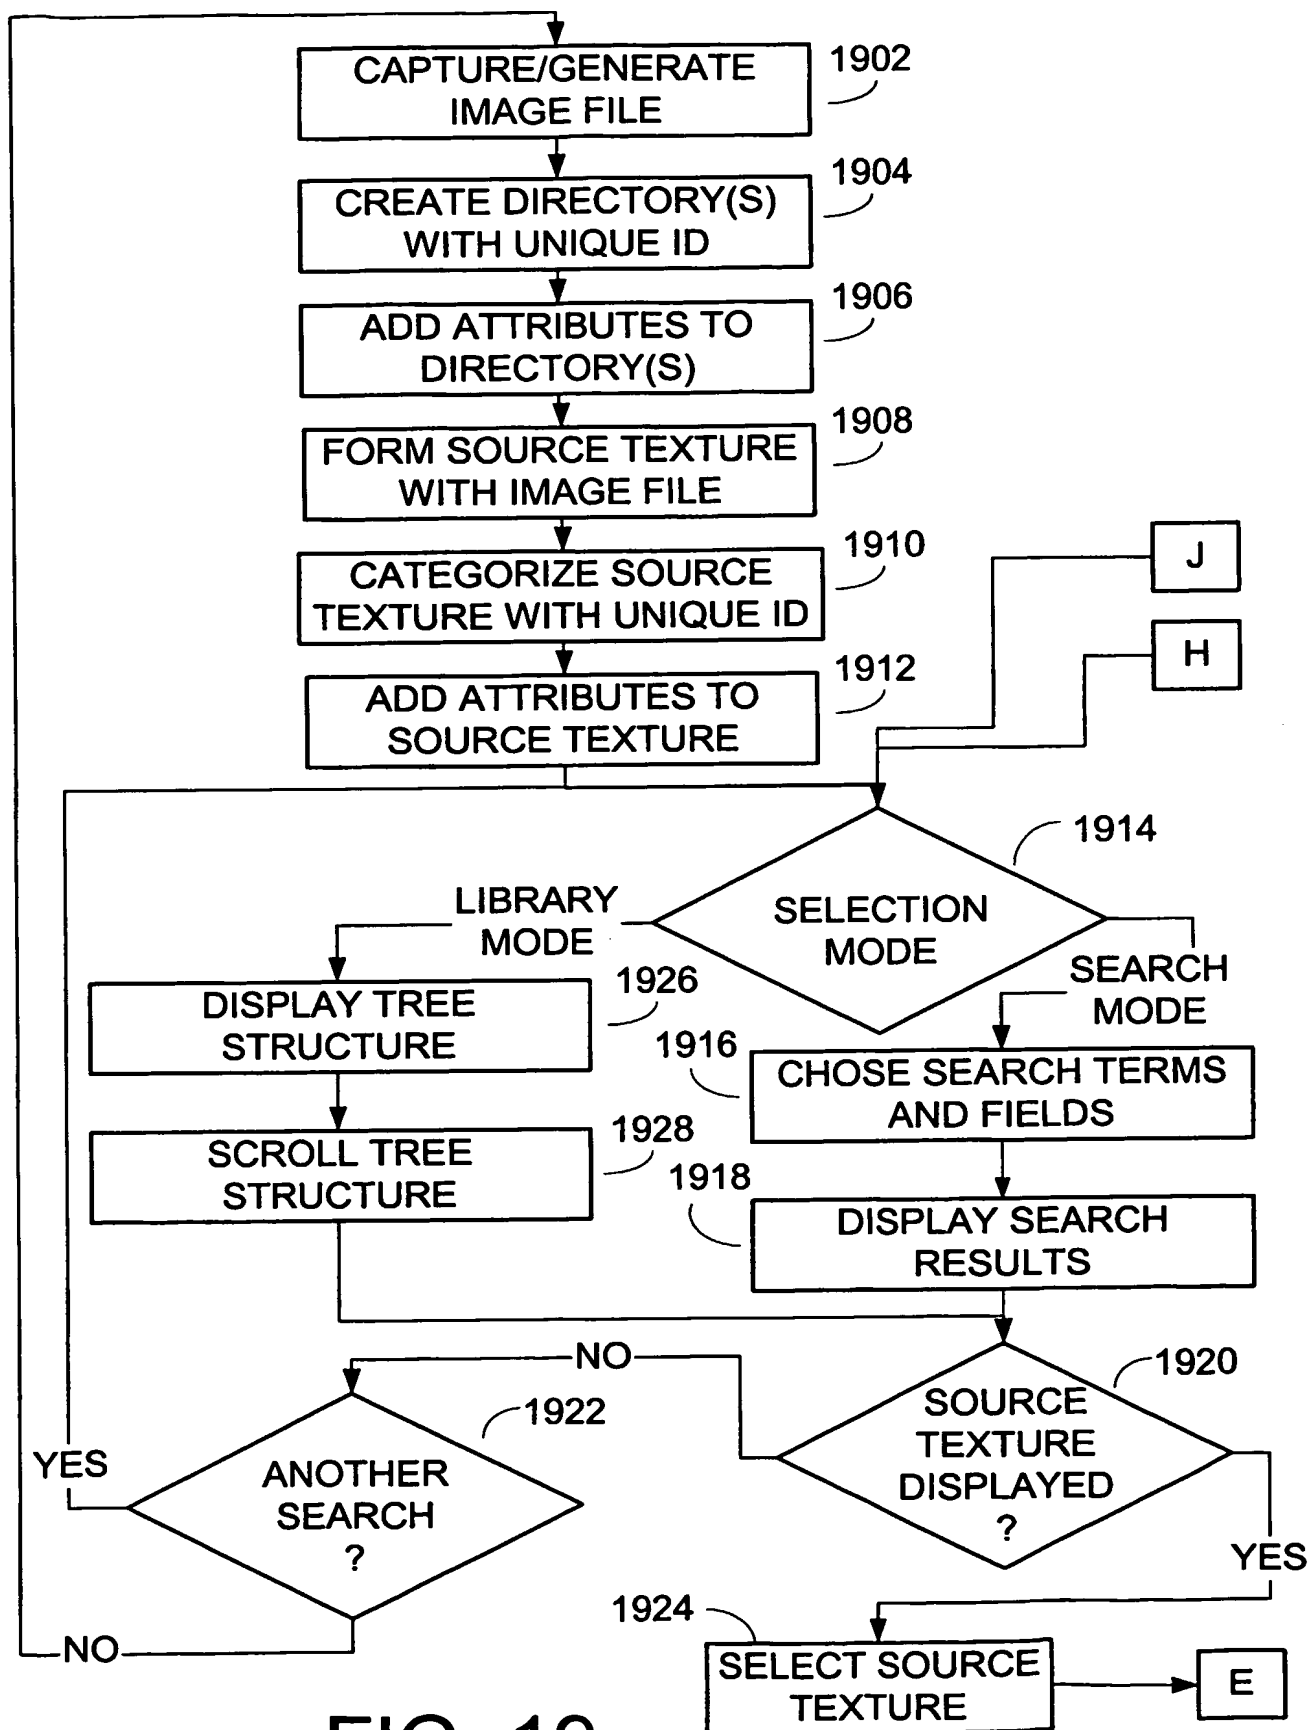 CAPTURE/GENERATE
IMAGE FILE
1902
CREATE DIRECTORY(S)
WITH UNIQUE ID
1904
ADD ATTRIBUTES TO
DIRECTORY(S)
1906
FORM SOURCE TEXTURE
WITH IMAGE FILE
1908
CATEGORIZE SOURCE
TEXTURE WITH UNIQUE ID
1910
J
H
ADD ATTRIBUTES TO
SOURCE TEXTURE
1912
SELECTION
MODE
1914
LIBRARY
MODE
SEARCH
MODE
DISPLAY TREE
STRUCTURE
1926
1916
CHOSE SEARCH TERMS
AND FIELDS
SCROLL TREE
STRUCTURE
1928
1918
DISPLAY SEARCH
RESULTS
NO
1920
SOURCE
TEXTURE
DISPLAYED
?
1922
YES
ANOTHER
SEARCH
?
YES
NO
1924
SELECT SOURCE
TEXTURE
E